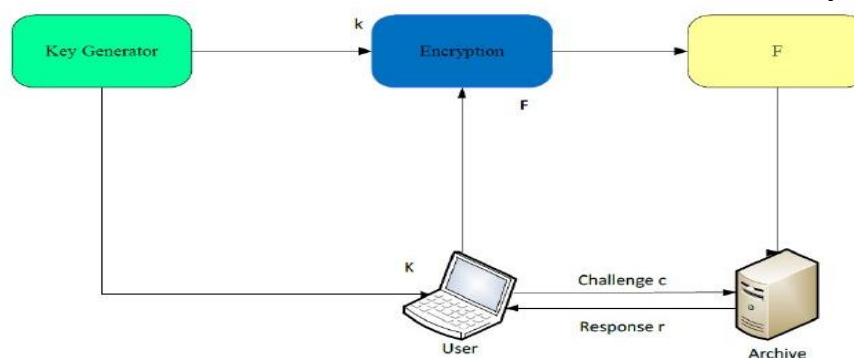 k
Key Generator
Encryption
F
F
K
Challenge c
Response r
User
Archive